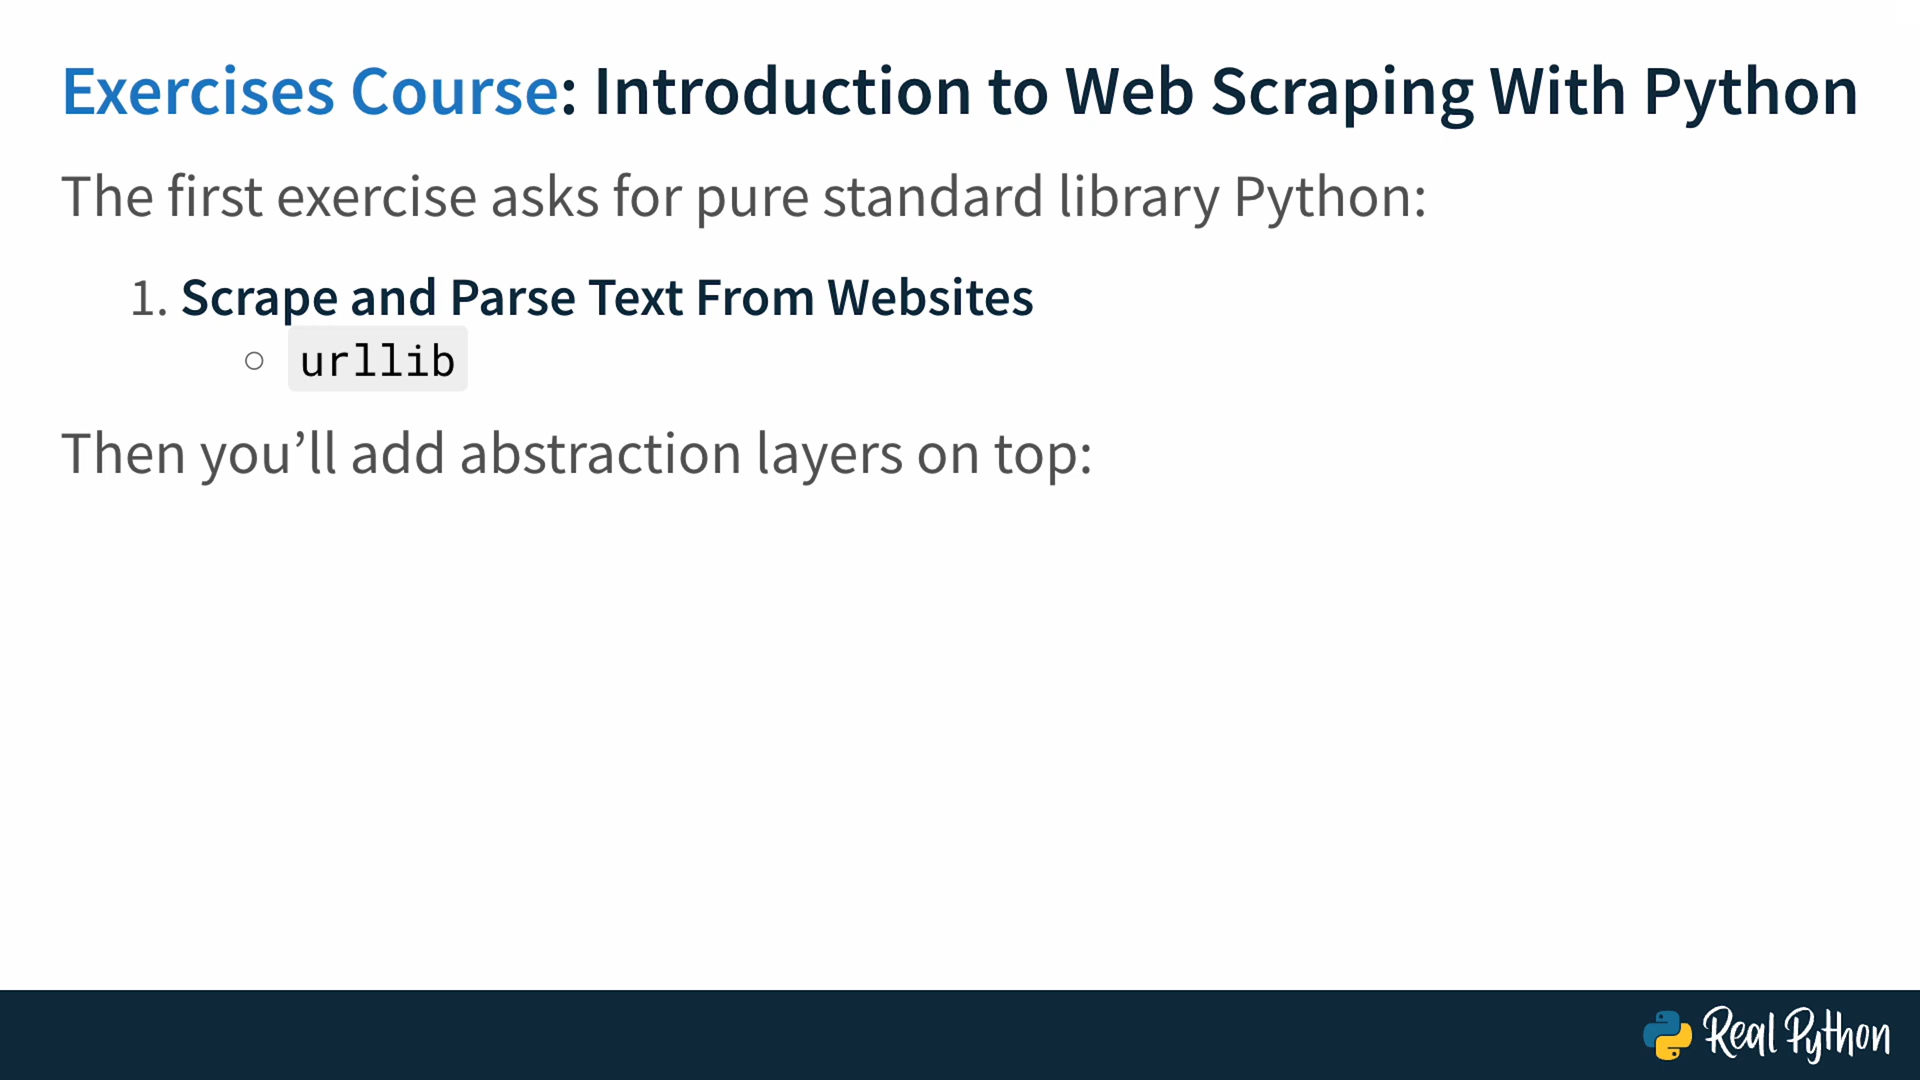 Exercises Course: Introduction to Web Scraping With Python
The first exercise asks for pure standard library Python:
1. Scrape and Parse Text From Websites
○ urllib
Then you’ll add abstraction layers on top:
Real Python